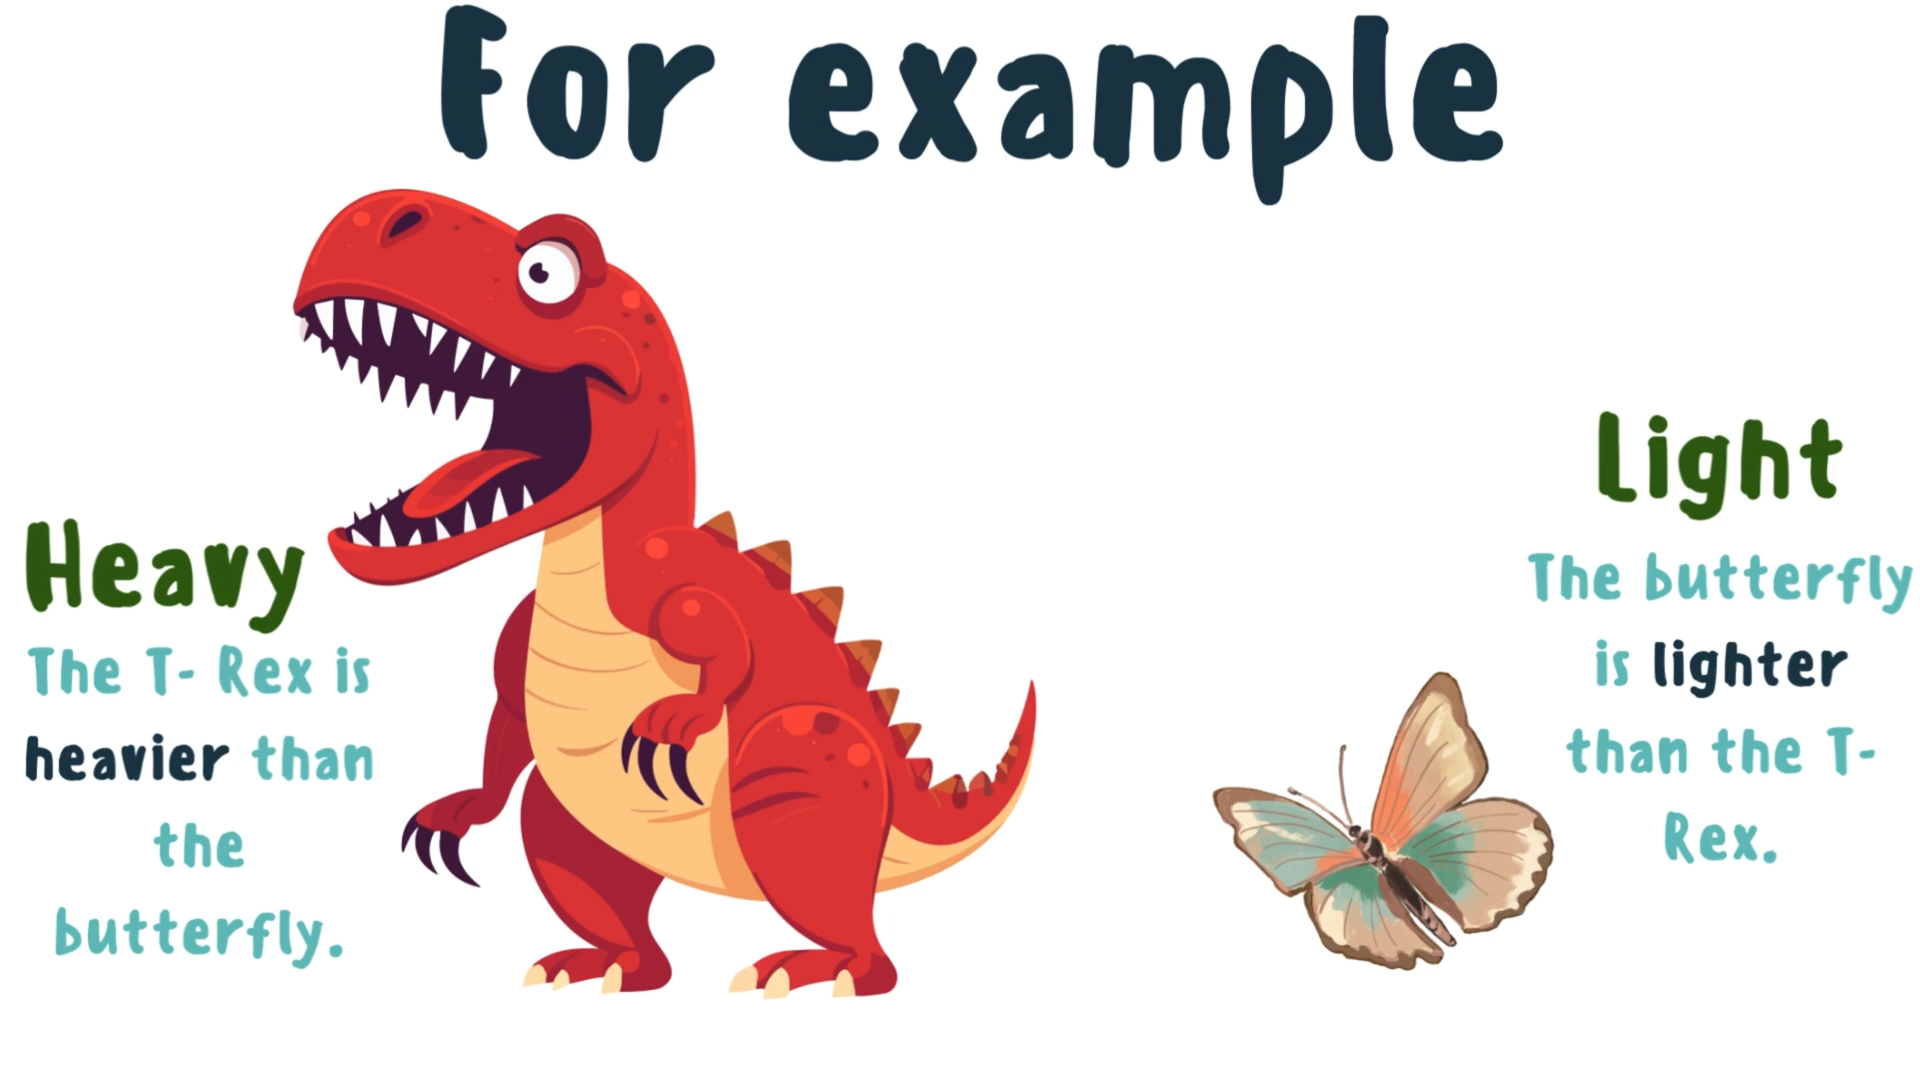 For example
Heavy
The T- Rex is
heavier than
the
butterfly.
Light
The butterfly
is lighter
than the T-
Rex.